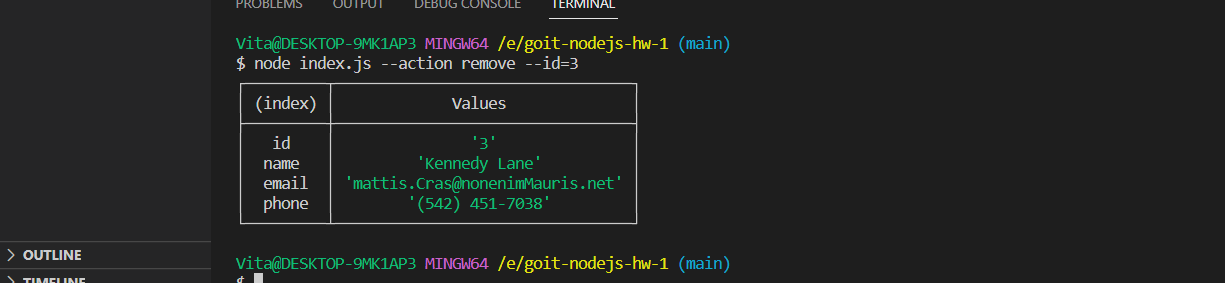 PROBLEMS OUTPUT DEBUG CONSOLE TERMINAL
Vita@DESKTOP-9MK1AP3 MINGW64 /e/goit-nodejs-hw-1 (main)
$ node index.js --action remove --id=3
(index) Values
id '3'
name 'Kennedy Lane'
email 'mattis.Cras@nonenimMauris.net'
phone '(542) 451-7038'
Vita@DESKTOP-9MK1AP3 MINGW64 /e/goit-nodejs-hw-1 (main)
$
OUTLINE
TIMELINE